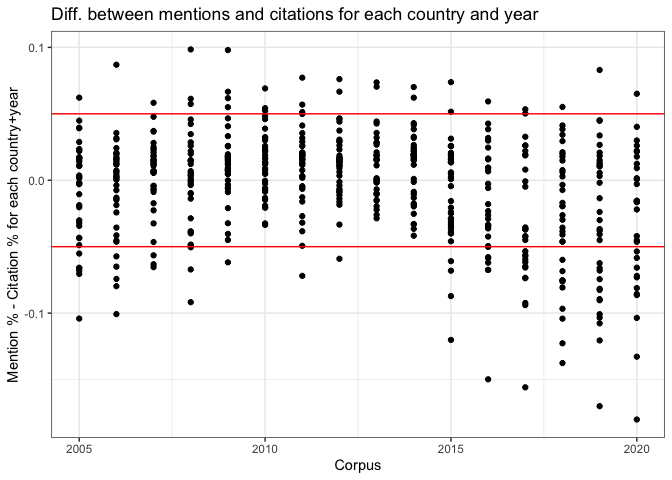 Diff. between mentions and citations for each country and year
Mention % - Citation % for each country+year
0.1
0.0
-0.1
2005
2010
2015
2020
Corpus